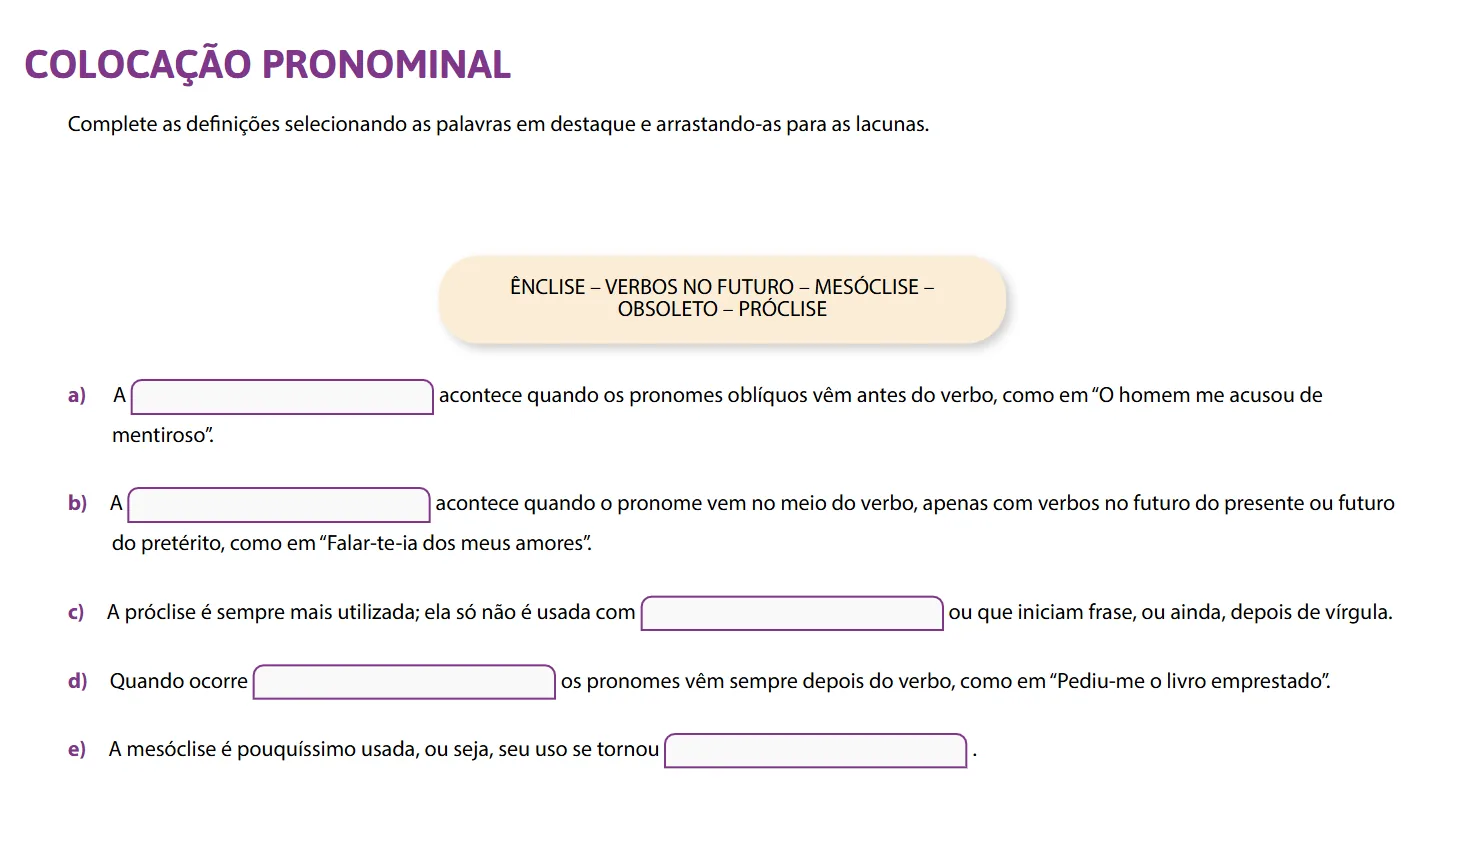 COLOCAÇÃO PRONOMINAL
Complete as definições selecionando as palavras em destaque e arrastando-as para as lacunas.
ÊNCLISE – VERBOS NO FUTURO – MESÓCLISE –
OBSOLETO – PRÓCLISE
a) A acontece quando os pronomes oblíquos vêm antes do verbo, como em “O homem me acusou de
mentiroso”.
b) A acontece quando o pronome vem no meio do verbo, apenas com verbos no futuro do presente ou futuro
do pretérito, como em “Falar-te-ia dos meus amores”.
c) A próclise é sempre mais utilizada; ela só não é usada com ou que iniciam frase, ou ainda, depois de vírgula.
d) Quando ocorre os pronomes vêm sempre depois do verbo, como em “Pediu-me o livro emprestado”.
e) A mesóclise é pouquíssimo usada, ou seja, seu uso se tornou .